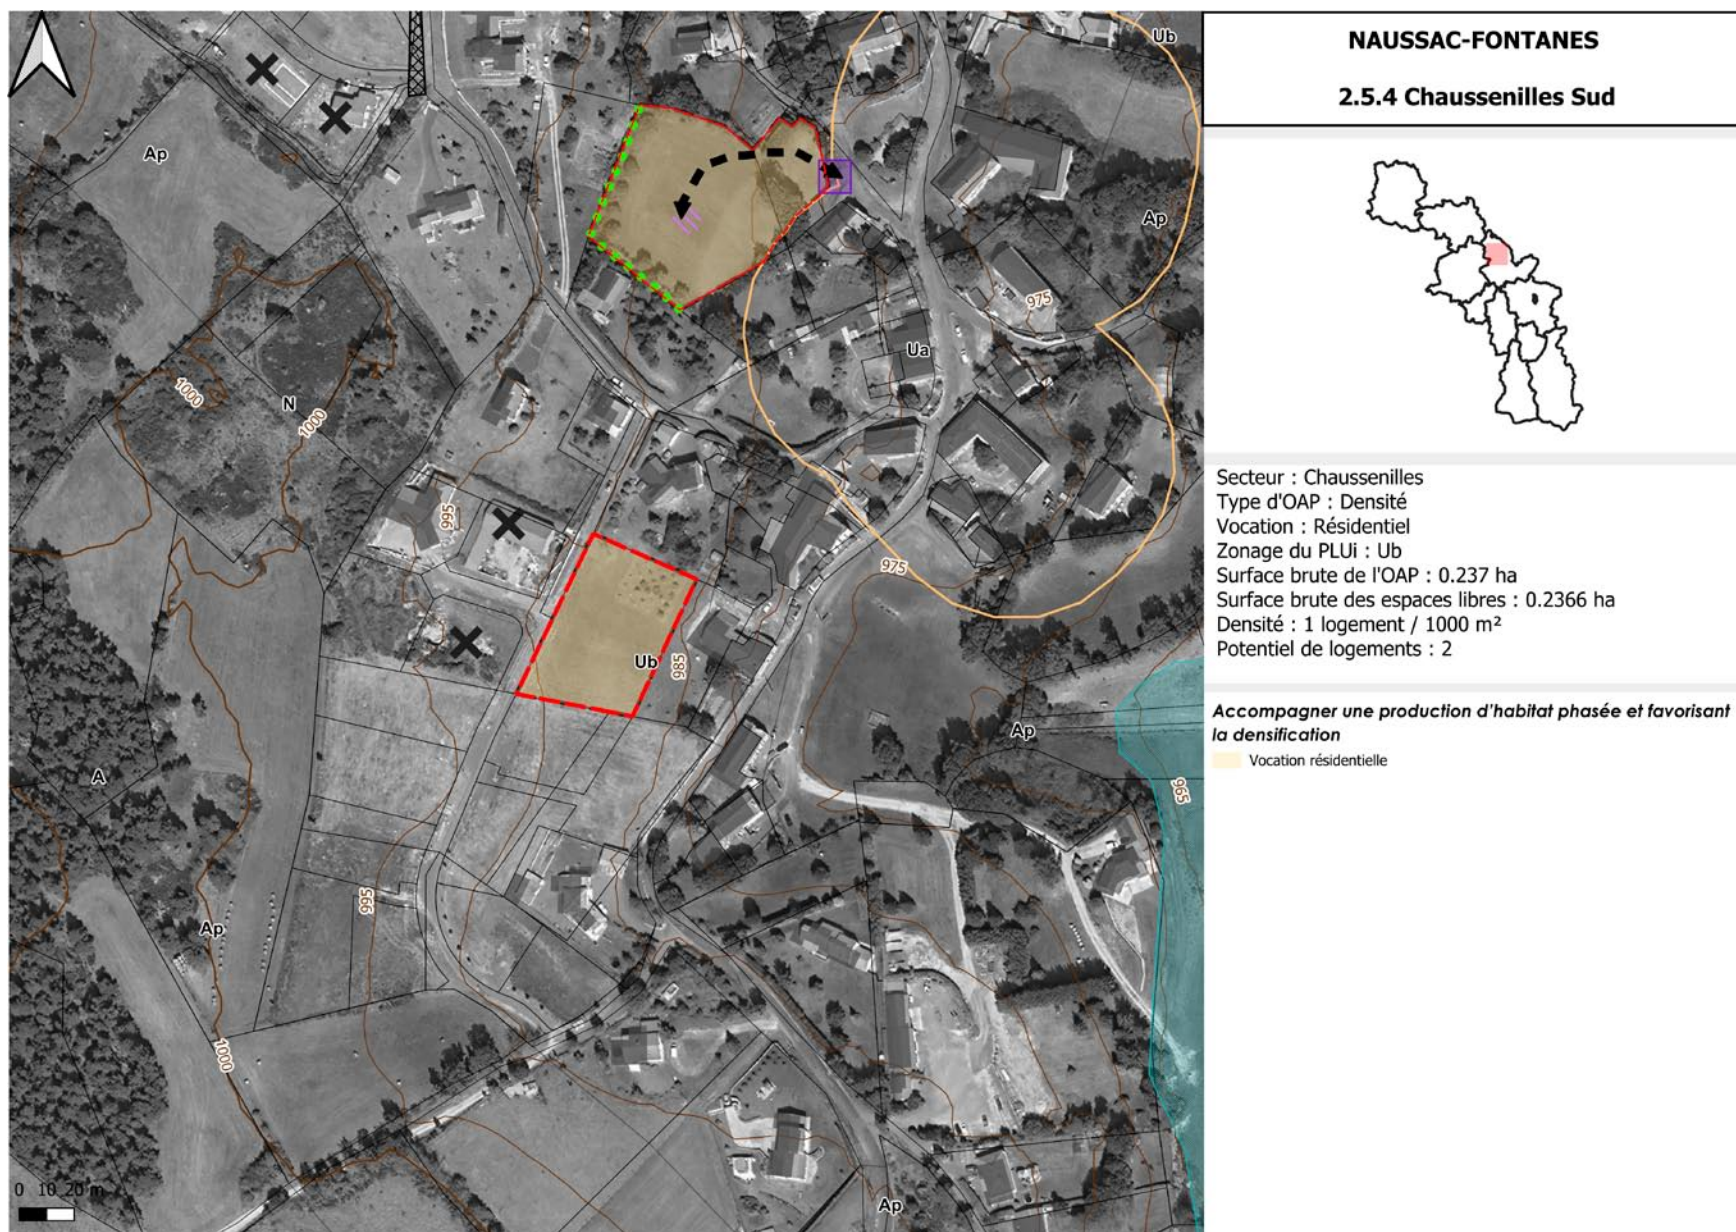 NAUSSAC-FONTANES
2.5.4 Chaussenilles Sud
Secteur : Chaussenilles
Type d'OAP : Densité
Vocation : Résidentiel
Zonage du PLUi : Ub
Surface brute de l'OAP : 0.237 ha
Surface brute des espaces libres : 0.2366 ha
Densité : 1 logement / 1000 m²
Potentiel de logements : 2
Accompagner une production d'habitat phasée et favorisant
la densification
Vocation résidentielle
Ub
Ap
Ap
975
Ua
1000
N
1000
995
975
Ub
985
Ap
A
965
995
Ap
1000
Ap
0 10 20 m